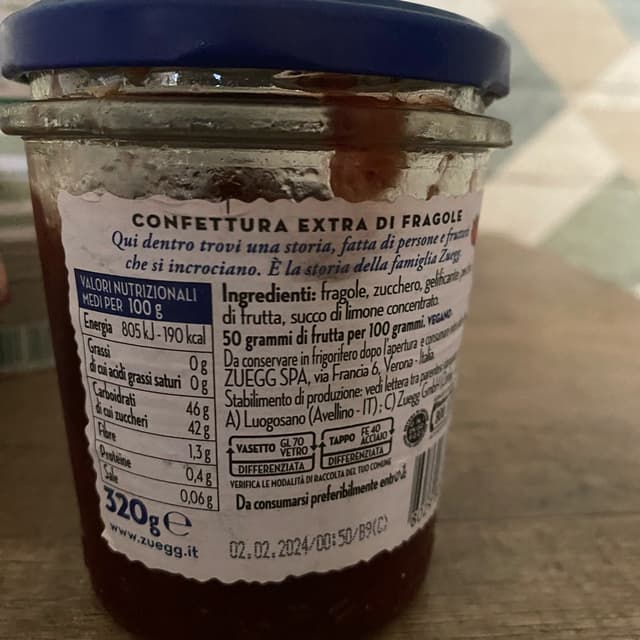 CONFETTURA EXTRA DI FRAGOLE
Qui dentro trovi una storia, fatta di persone e frutteti
che si incrociano. È la storia della famiglia Zuegg.
VALORI NUTRIZIONALI
MEDI PER 100 g
Energia 805 kJ - 190 kcal
Grassi 0 g
di cui acidi grassi saturi 0 g
Carboidrati 46 g
di cui zuccheri 42 g
Fibre 1,3 g
Proteine 0,4 g
Sale 0,06 g
320g e
www.zuegg.it
Ingredienti: fragole, zucchero, gelificante:
di frutta, succo di limone concentrato.
50 grammi di frutta per 100 grammi. VEGANO.
Da conservare in frigorifero dopo l'apertura e consumare
ZUEGG SPA, via Francia 6, Verona - Italia.
Stabilimento di produzione: vedi lettera tra parentesi
A) Luogosano (Avellino - IT); C) Zuegg GmbH
VASETTO GL 70 VETRO
DIFFERENZIATA
TAPPO FE 40 ACCIAIO
DIFFERENZIATA
VERIFICA LE MODALITÀ DI RACCOLTA DEL TUO COMUNE
Da consumarsi preferibilmente entro il:
02.02.2024/00:50/B9(C)